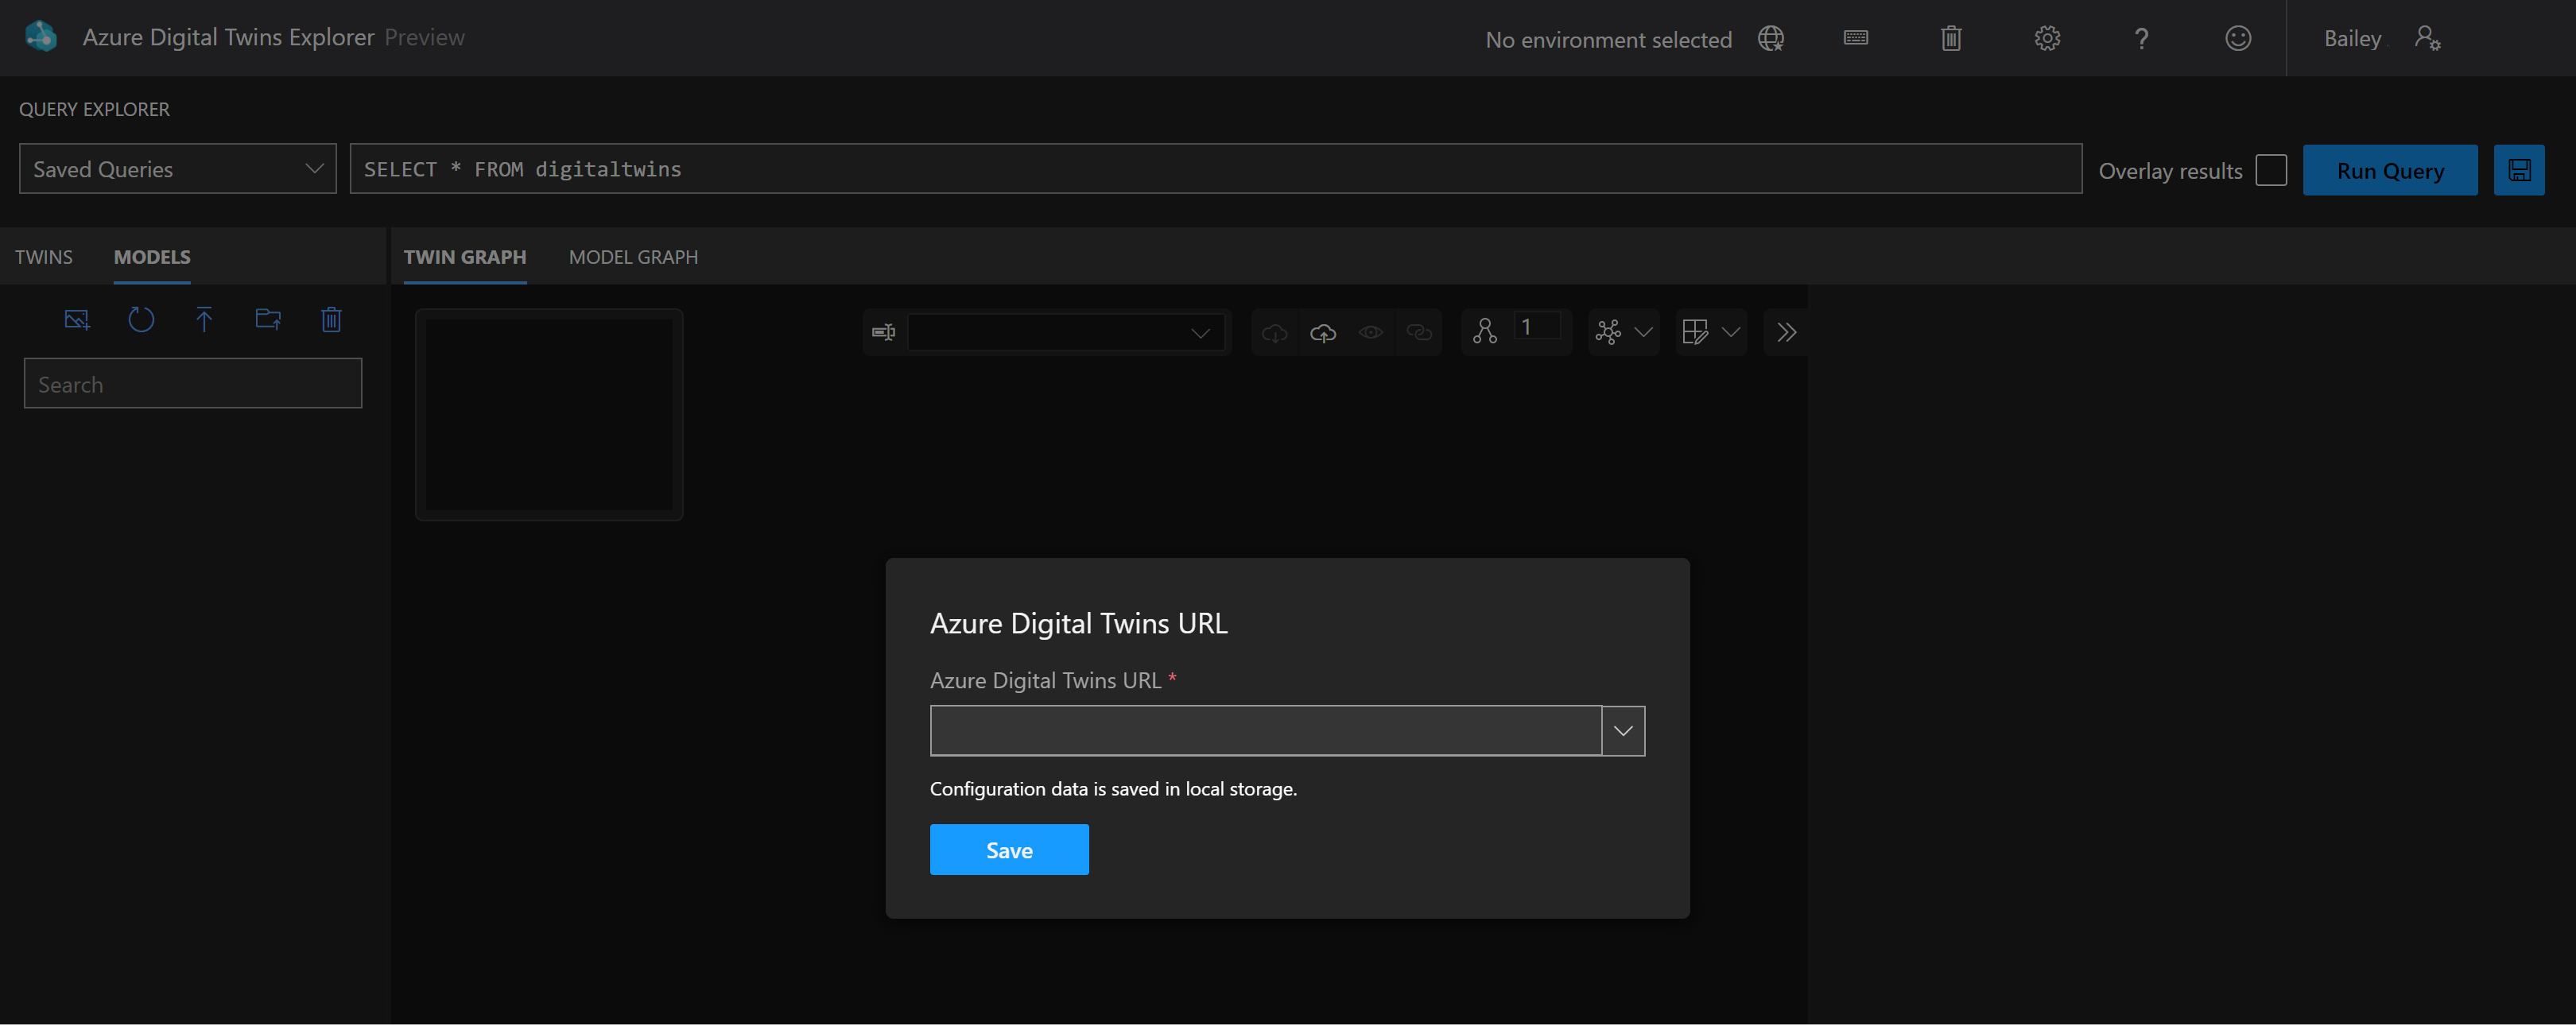 Azure Digital Twins Explorer Preview
No environment selected
Bailey
QUERY EXPLORER
Saved Queries
SELECT * FROM digitaltwins
Overlay results
Run Query
TWINS
MODELS
TWIN GRAPH
MODEL GRAPH
1
Search
Azure Digital Twins URL
Azure Digital Twins URL *
Configuration data is saved in local storage.
Save